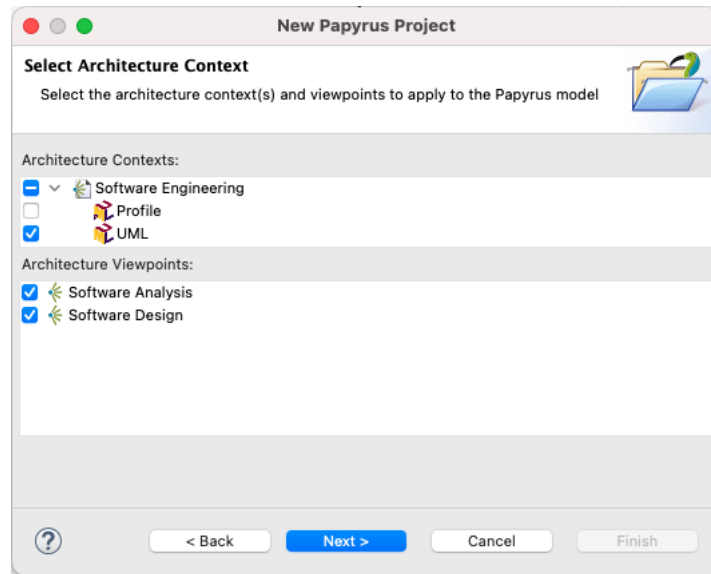 New Papyrus Project
Select Architecture Context
Select the architecture context(s) and viewpoints to apply to the Papyrus model
Architecture Contexts:
Software Engineering
Profile
UML
Architecture Viewpoints:
Software Analysis
Software Design
?
< Back
Next >
Cancel
Finish